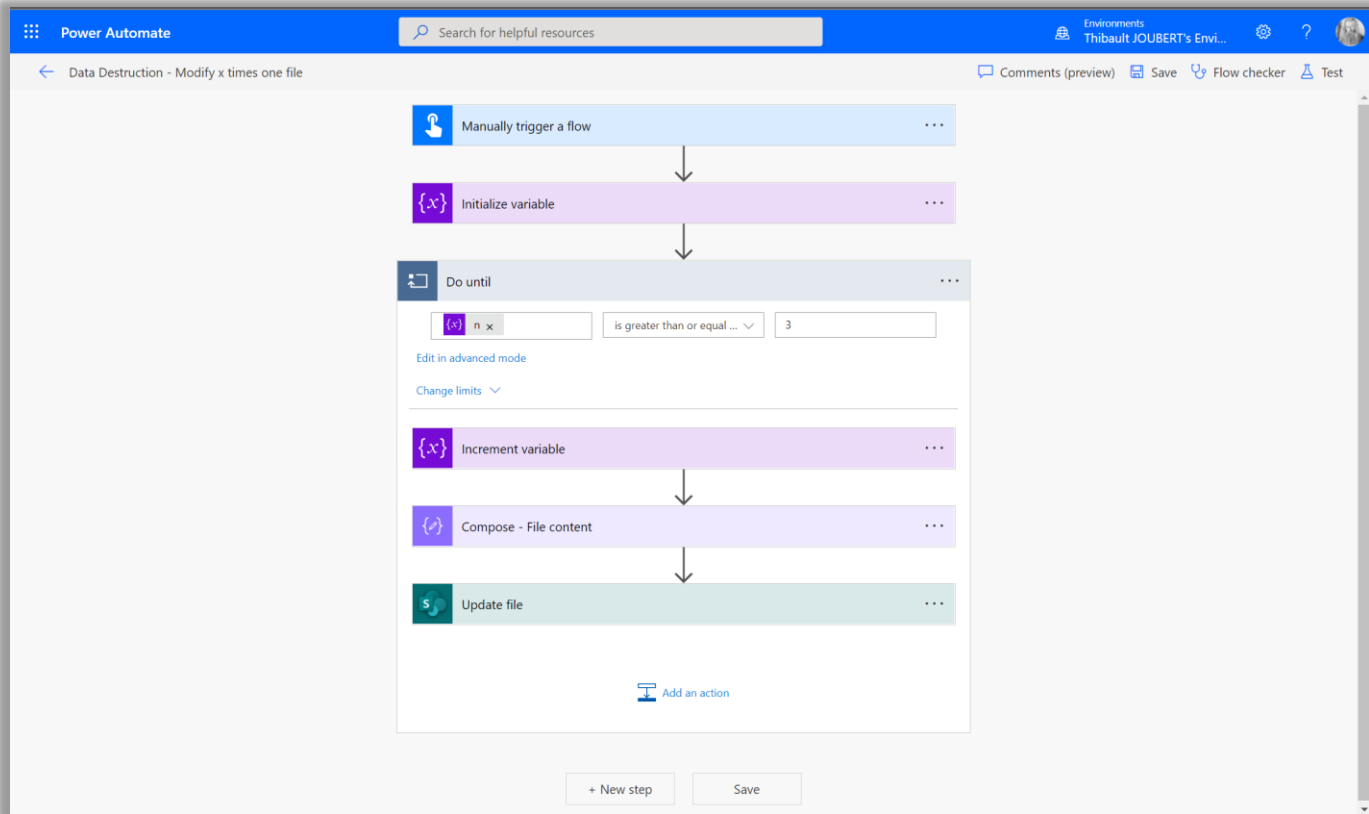 Power Automate
Search for helpful resources
Environments
Thibault JOUBERT's Envi...
?
Data Destruction - Modify x times one file
Comments (preview) Save Flow checker Test
Manually trigger a flow ...
{x} Initialize variable ...
Do until ...
{x} n x is greater than or equal ... 3
Edit in advanced mode
Change limits
{x} Increment variable ...
Compose - File content ...
S Update file ...
Add an action
+ New step Save